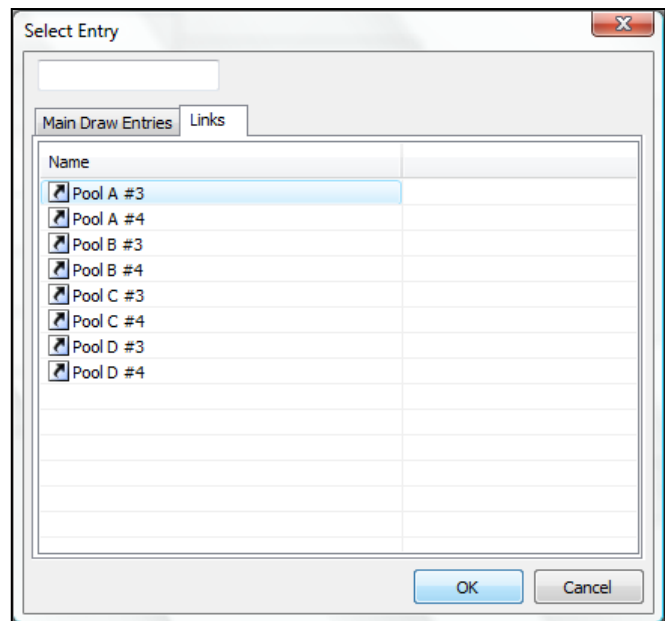 Select Entry
Main Draw Entries Links
Name
Pool A #3
Pool A #4
Pool B #3
Pool B #4
Pool C #3
Pool C #4
Pool D #3
Pool D #4
OK Cancel